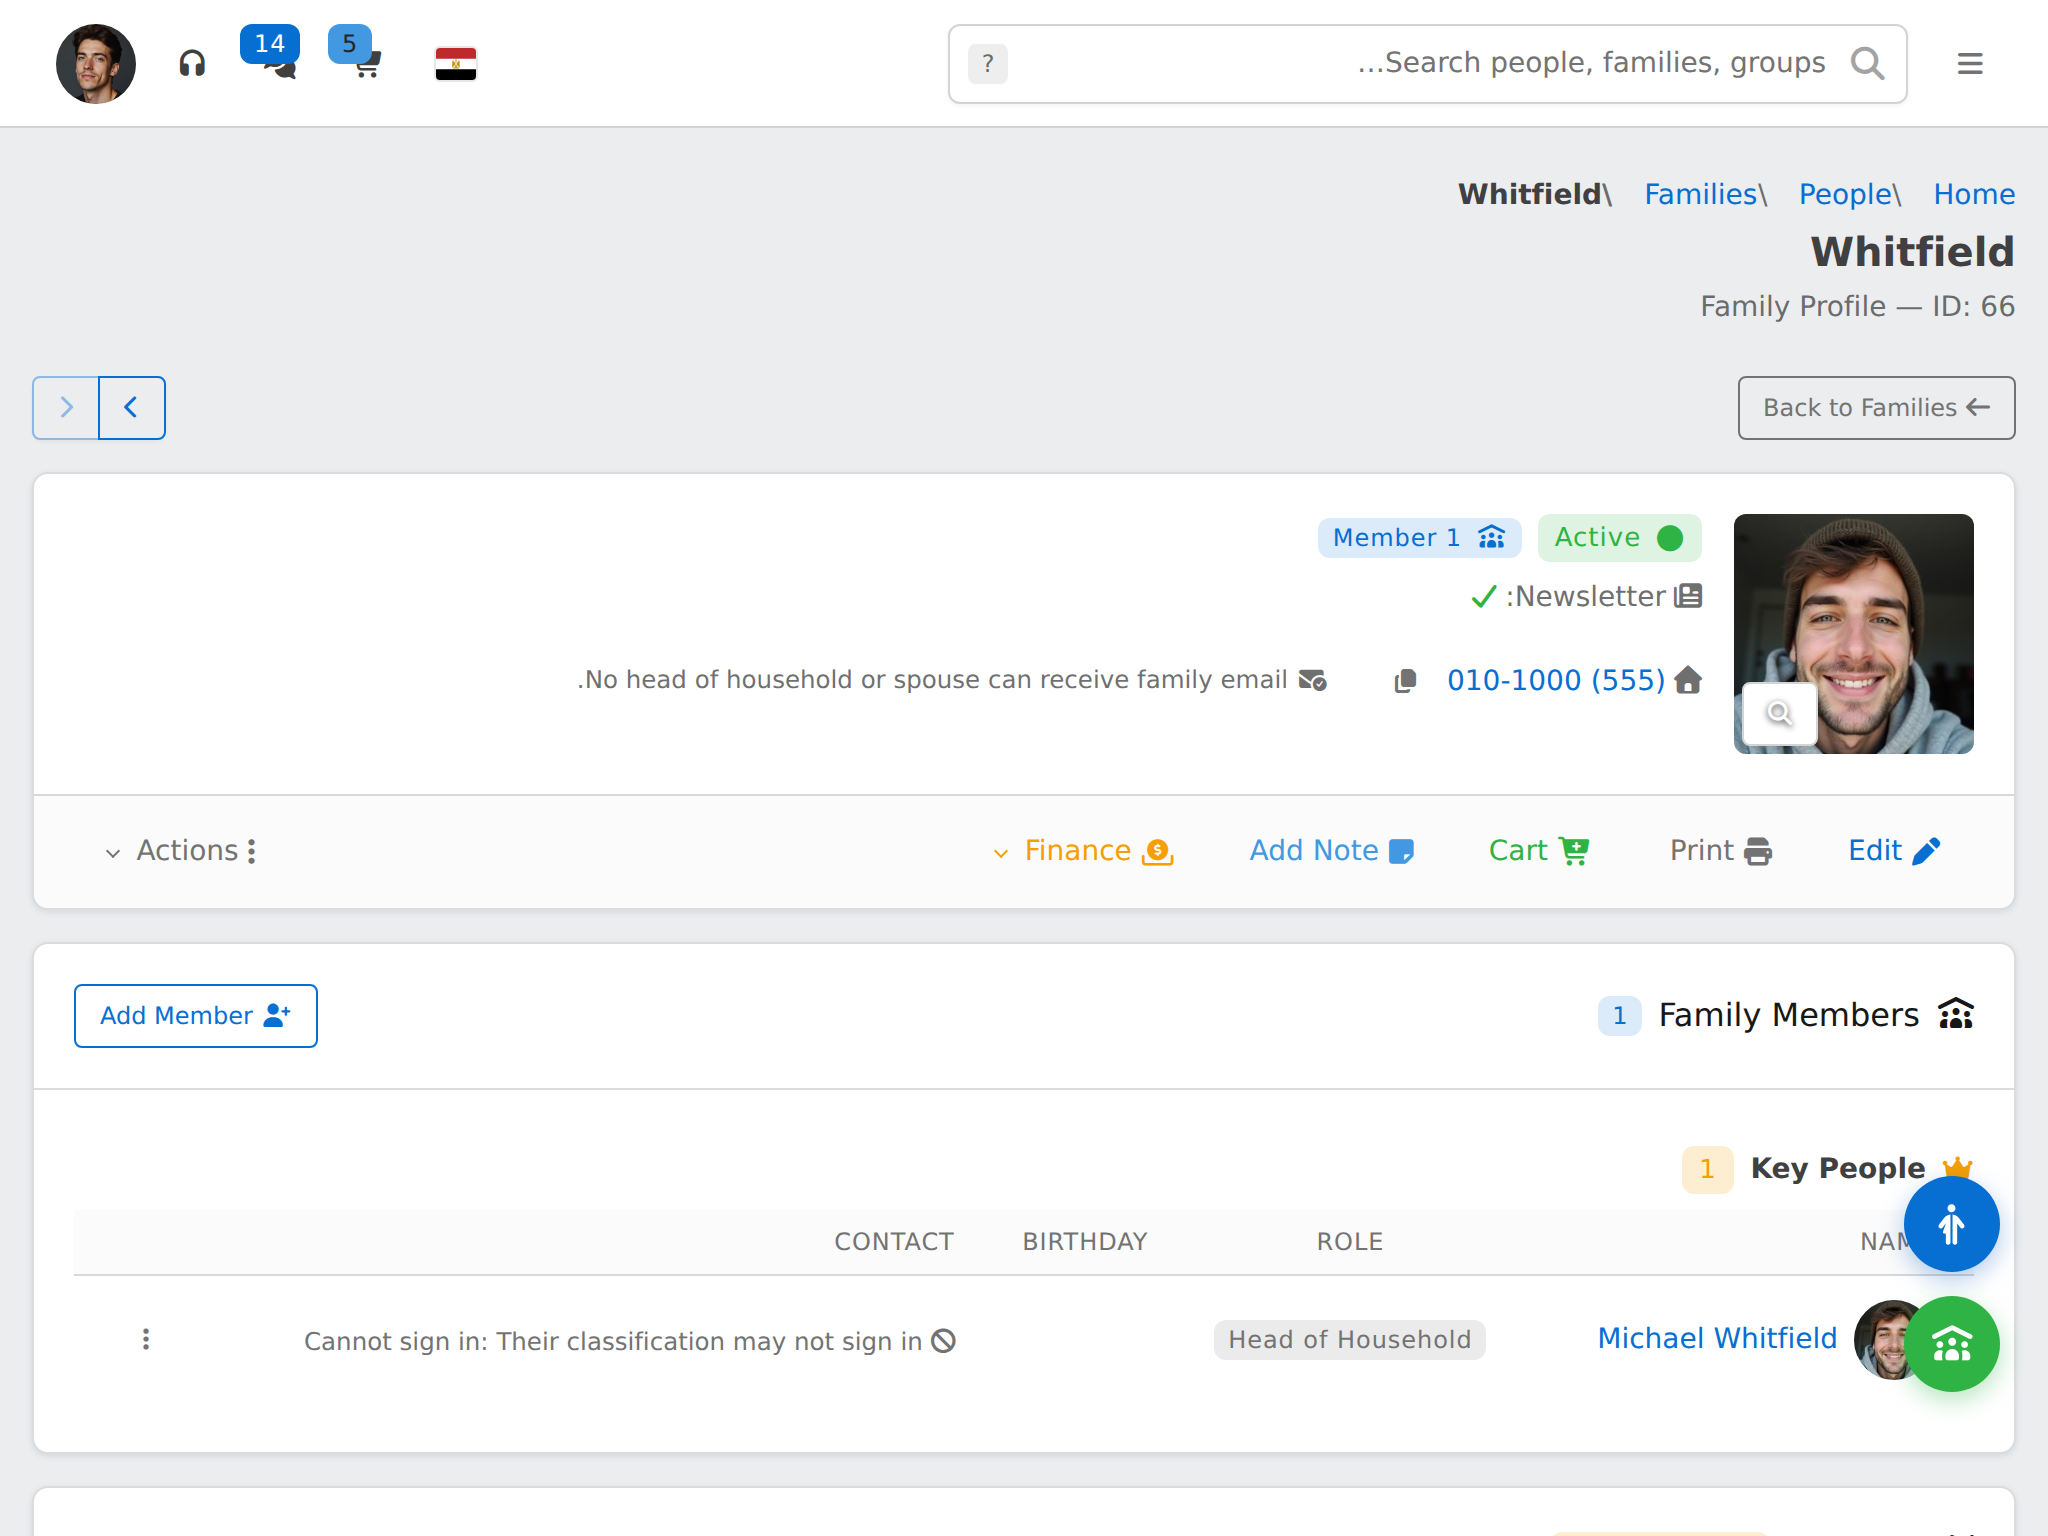 14
5
?
...Search people, families, groups
Home
People\
Families\
Whitfield\
Whitfield
Family Profile — ID: 66
Back to Families
Active
Member 1
:Newsletter
010-1000 (555)
.No head of household or spouse can receive family email
Edit
Print
Cart
Add Note
Finance
Actions
Family Members
1
Add Member
Key People
1
ROLE
BIRTHDAY
CONTACT
Michael Whitfield
Head of Household
Cannot sign in: Their classification may not sign in